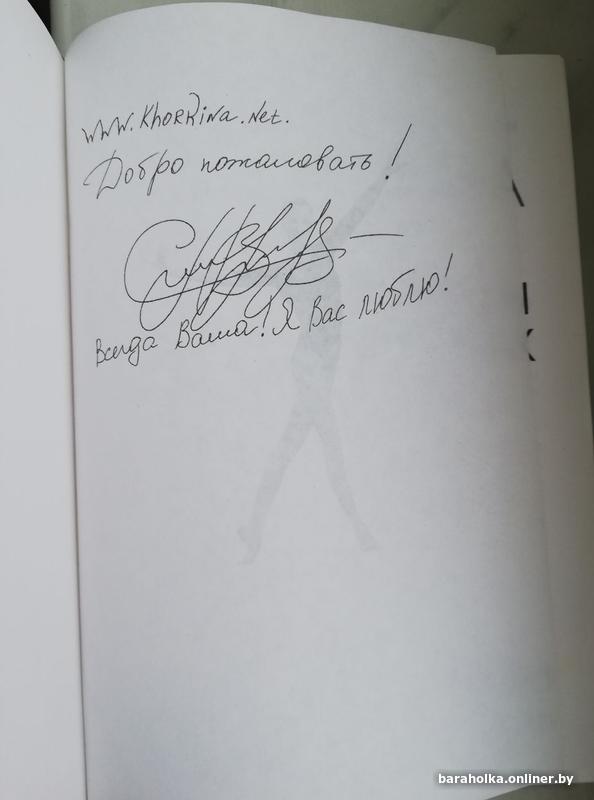 www.Khorkina.Net.
Добро пожаловать!
Всегда Ваша! Я Вас люблю!
baraholka.onliner.by